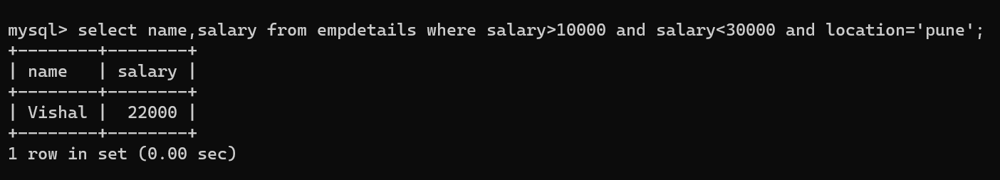 mysql> select name,salary from empdetails where salary>10000 and salary<30000 and location='pune';
+--------+--------+
| name   | salary |
+--------+--------+
| Vishal |  22000 |
+--------+--------+
1 row in set (0.00 sec)